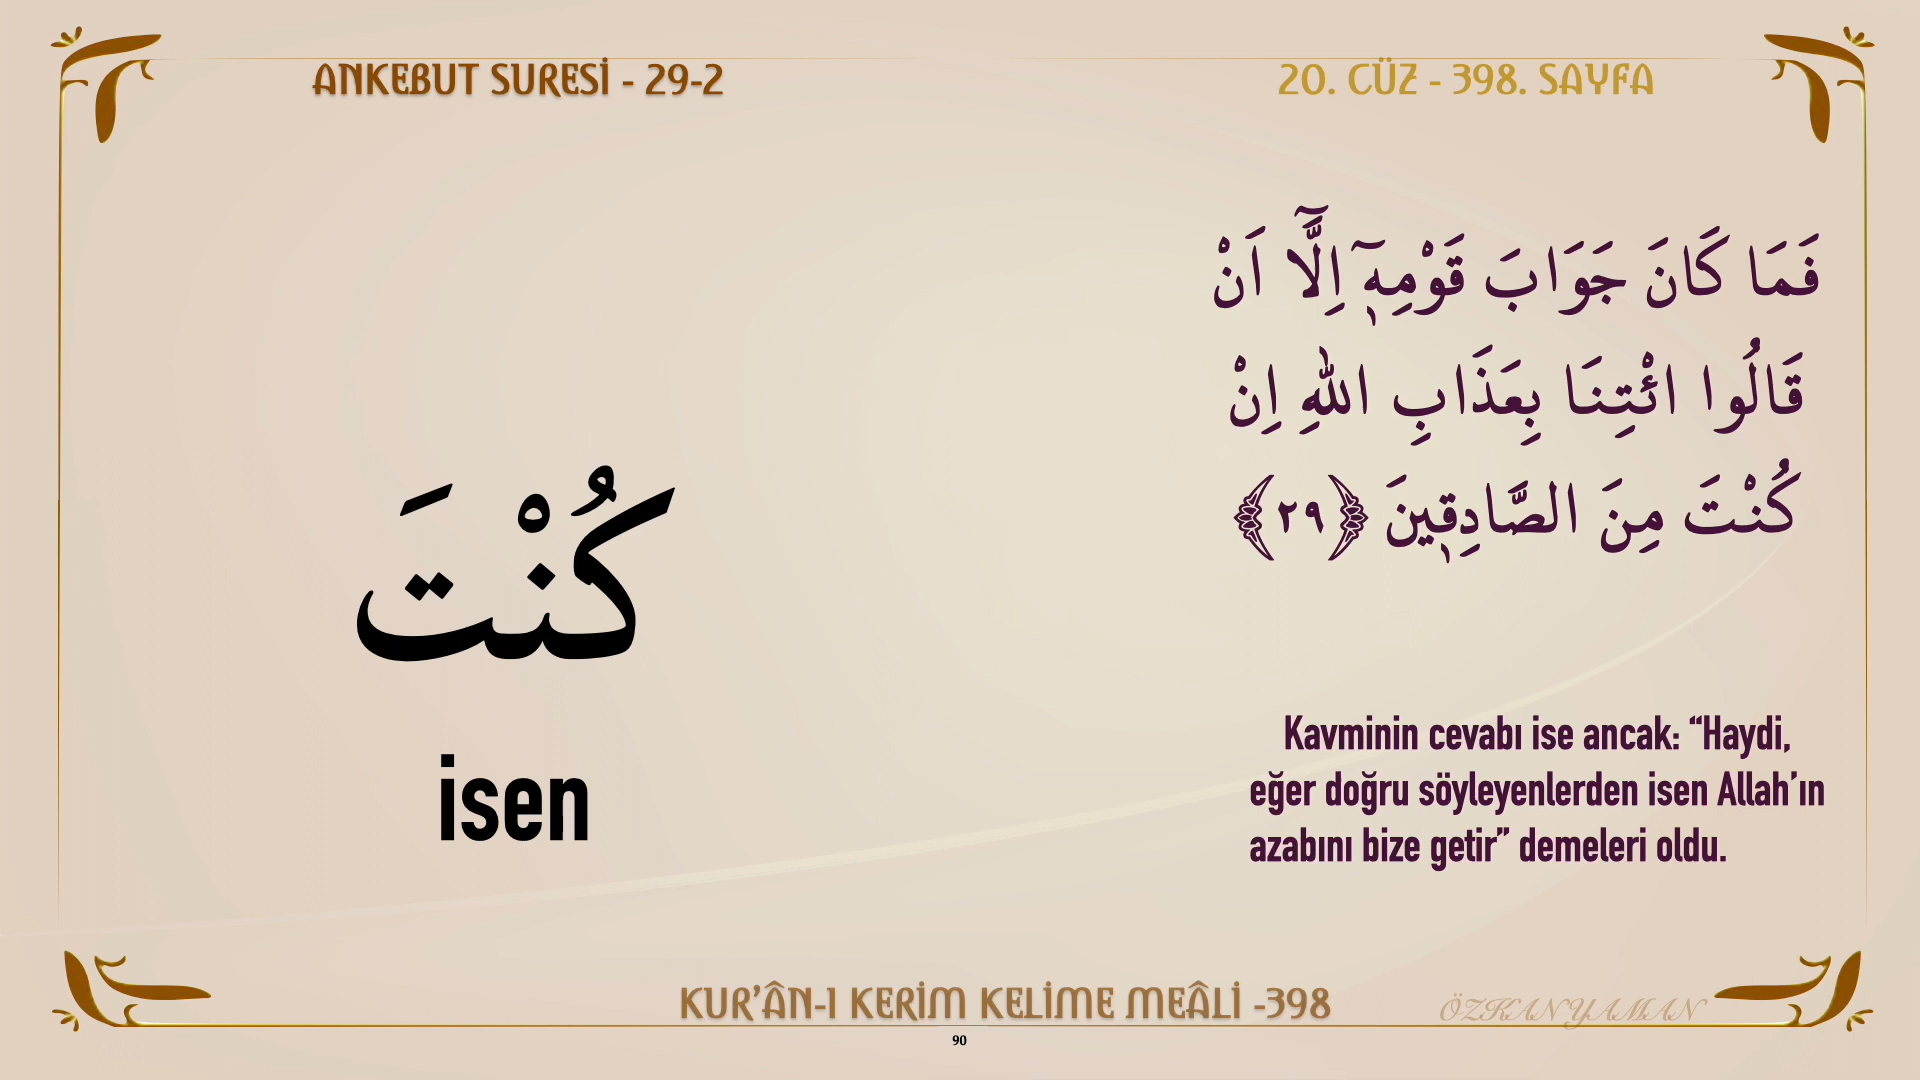 ANKEBUT SURESİ - 29-2
20. CÜZ - 398. SAYFA
فَمَا كَانَ جَوَابَ قَوْمِهٖٓ اِلَّٓا اَنْ
قَالُوا ائْتِنَا بِعَذَابِ اللّٰهِ اِنْ
كُنْتَ مِنَ الصَّادِقٖينَ ﴿٢٩﴾
كُنْتَ
isen
Kavminin cevabı ise ancak: “Haydi,
eğer doğru söyleyenlerden isen Allah’ın
azabını bize getir” demeleri oldu.
KUR’ÂN-I KERİM KELİME MEÂLİ -398
ÖZKAN YAMAN
90